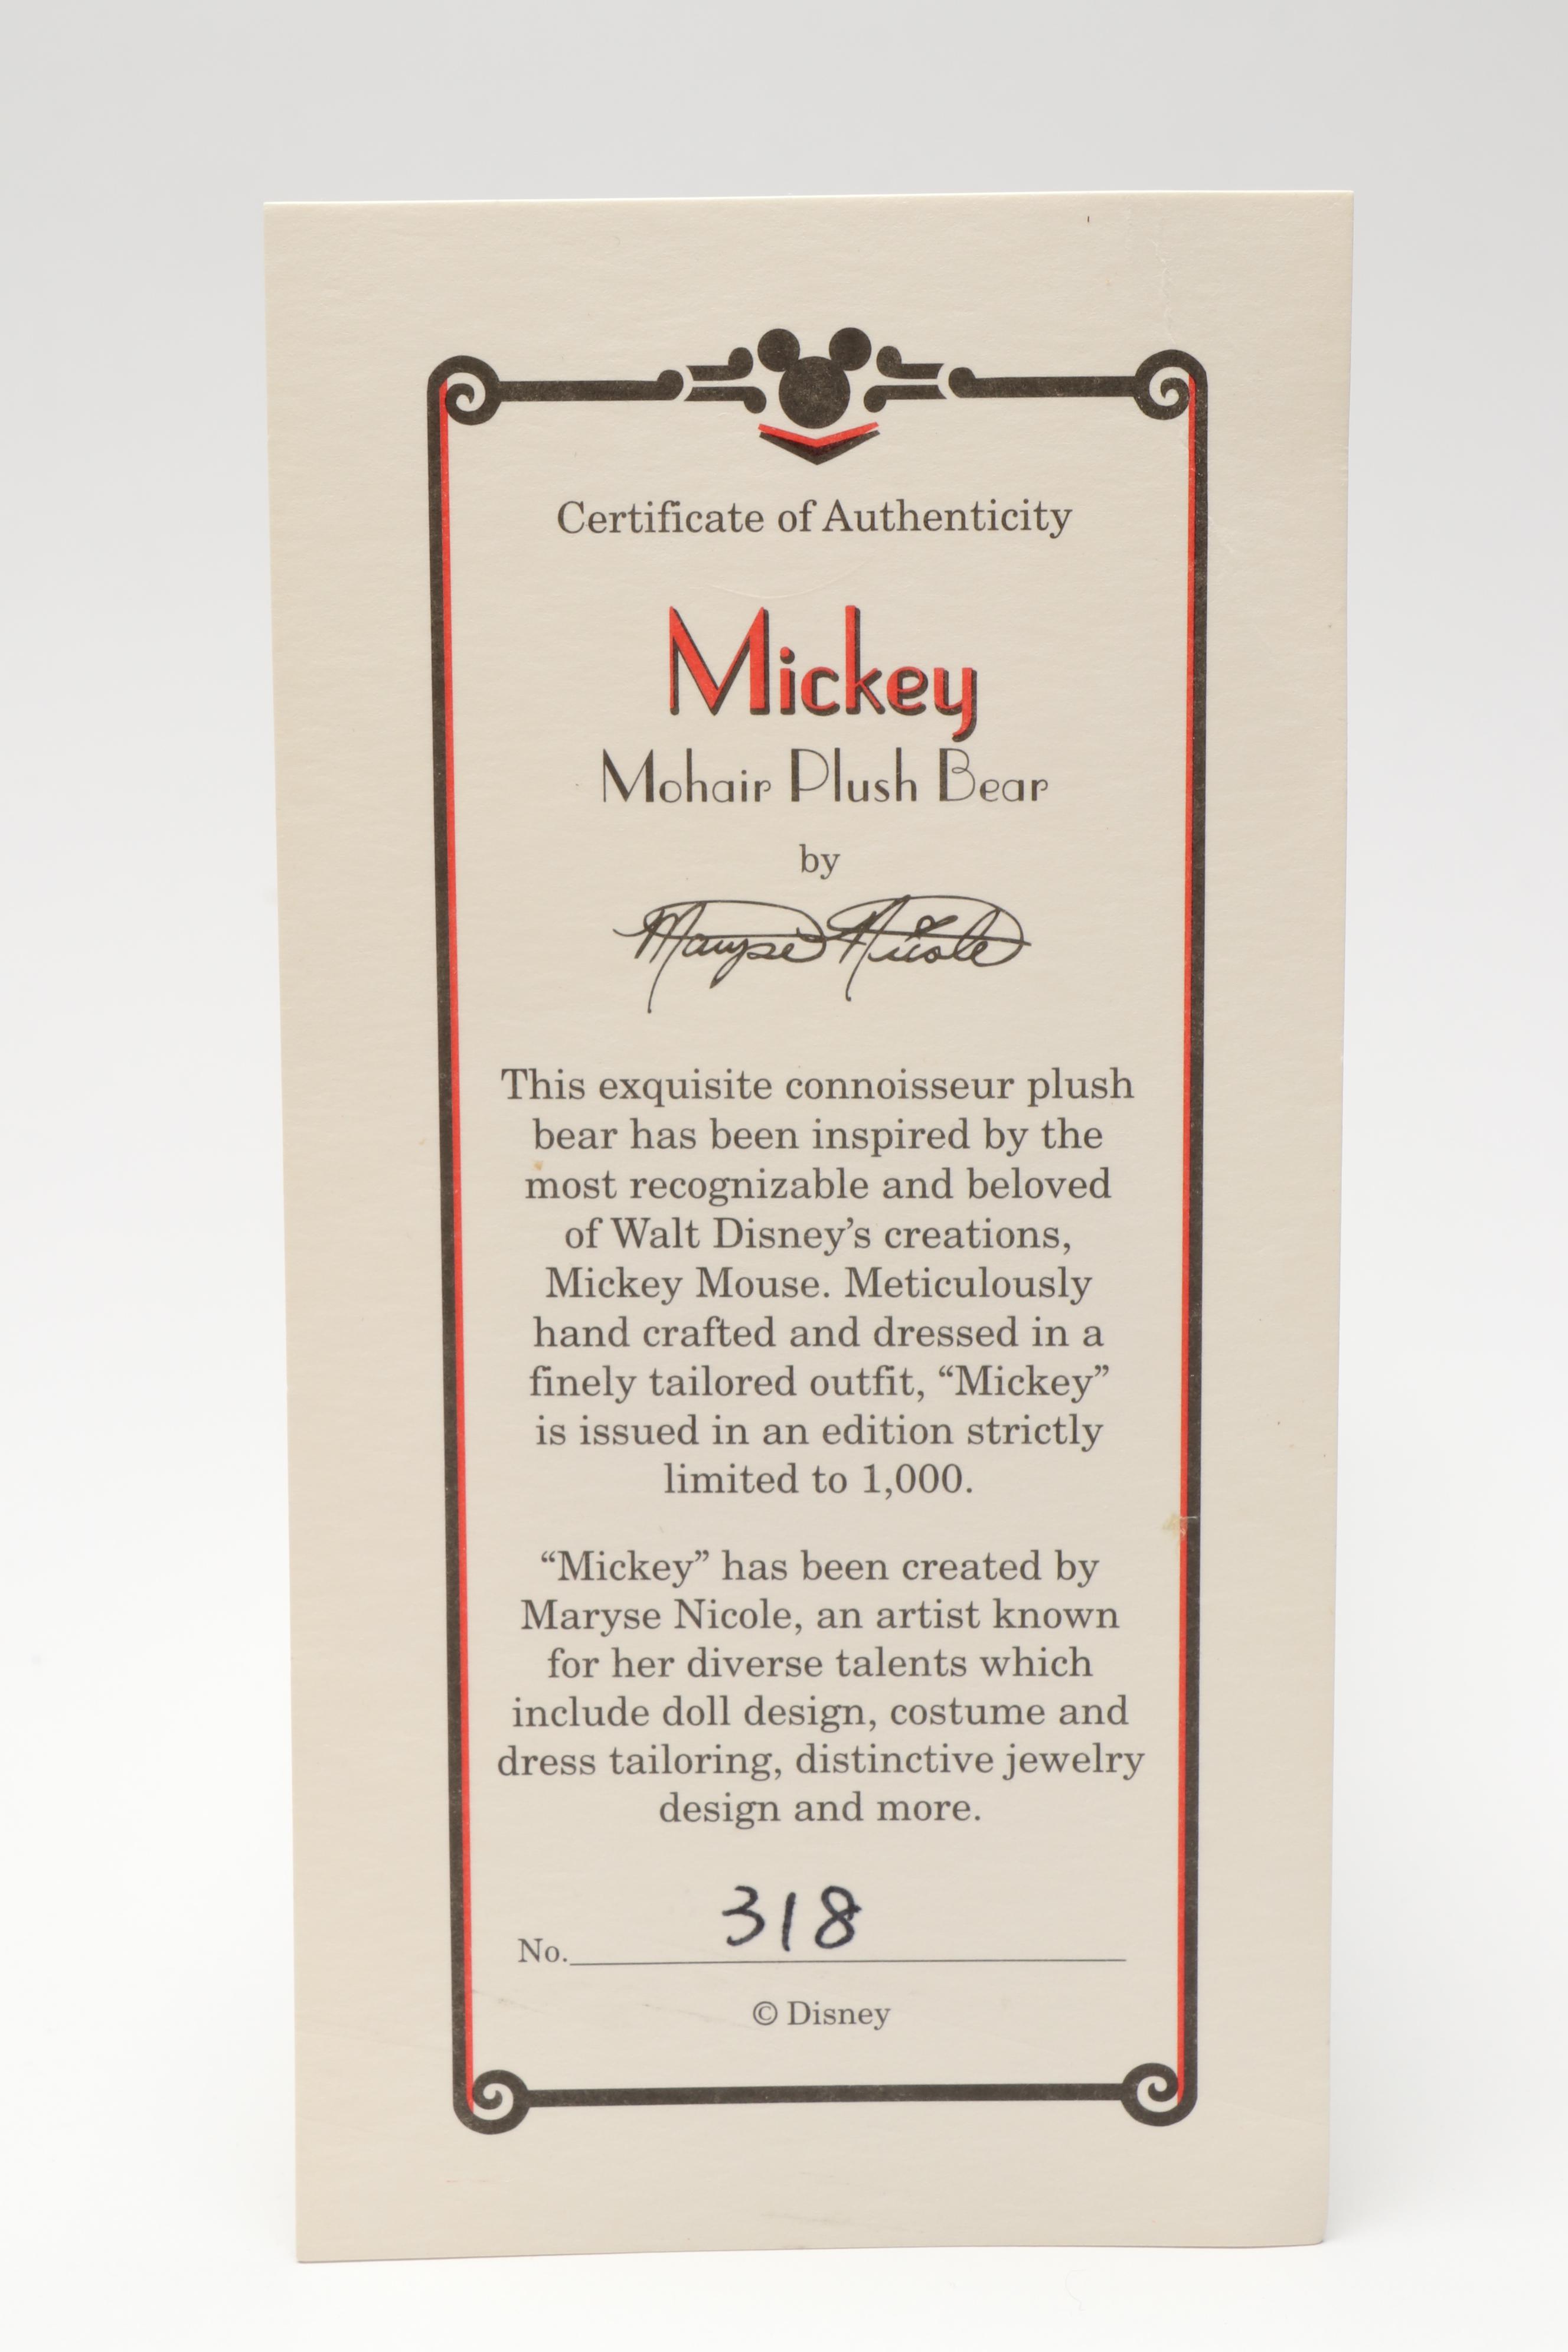 Certificate of Authenticity
Mickey
Mohair Plush Bear
by
Maryse Nicole
This exquisite connoisseur plush
bear has been inspired by the
most recognizable and beloved
of Walt Disney’s creations,
Mickey Mouse. Meticulously
hand crafted and dressed in a
finely tailored outfit, “Mickey”
is issued in an edition strictly
limited to 1,000.
“Mickey” has been created by
Maryse Nicole, an artist known
for her diverse talents which
include doll design, costume and
dress tailoring, distinctive jewelry
design and more.
No. 318
© Disney